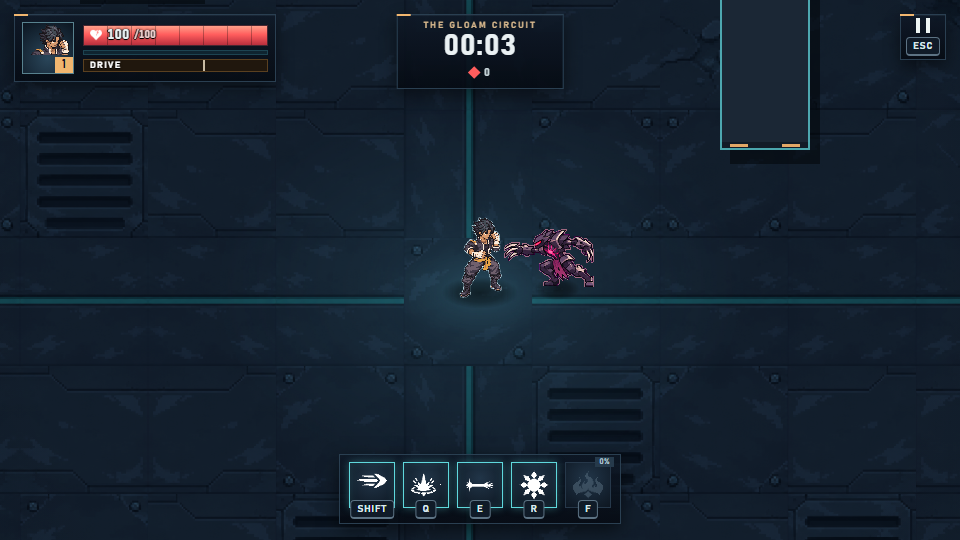 100 /100
1
DRIVE
THE GLOAM CIRCUIT
00:03
0
ESC
0%
SHIFT
Q
E
R
F